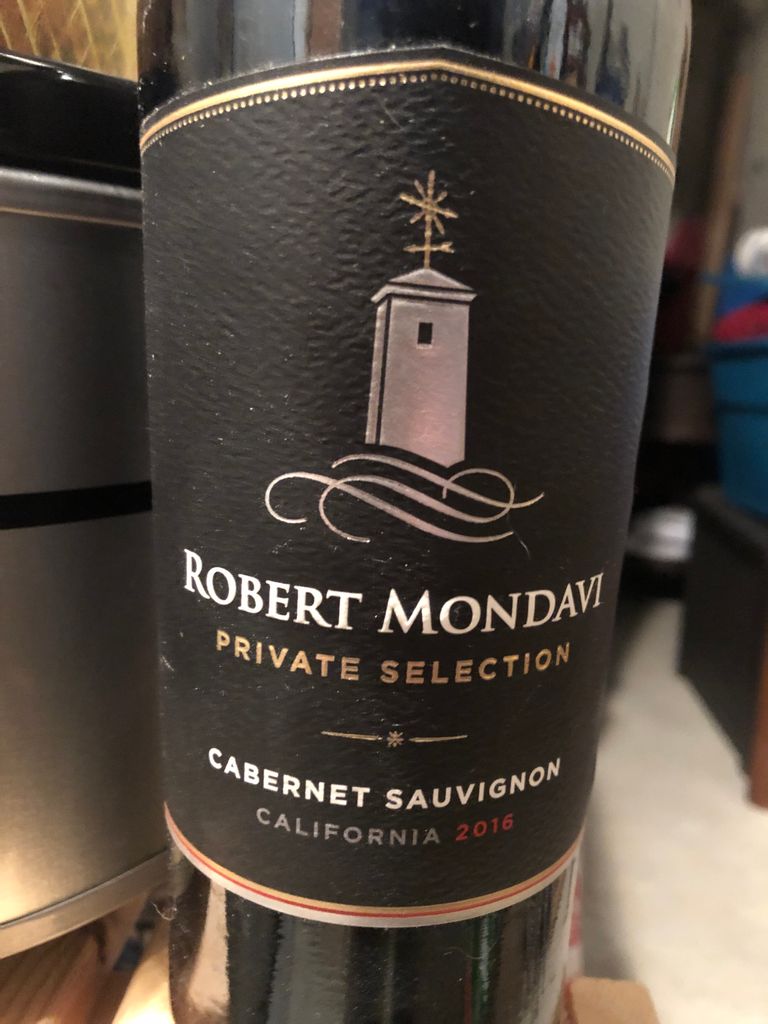 ROBERT MONDAVI
PRIVATE SELECTION
CABERNET SAUVIGNON
CALIFORNIA 2016